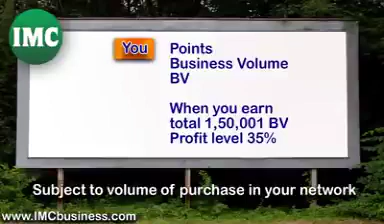 IMC
You Points
Business Volume
BV
When you earn
total 1,50,001 BV
Profit level 35%
Subject to volume of purchase in your network
www.IMCbusiness.com